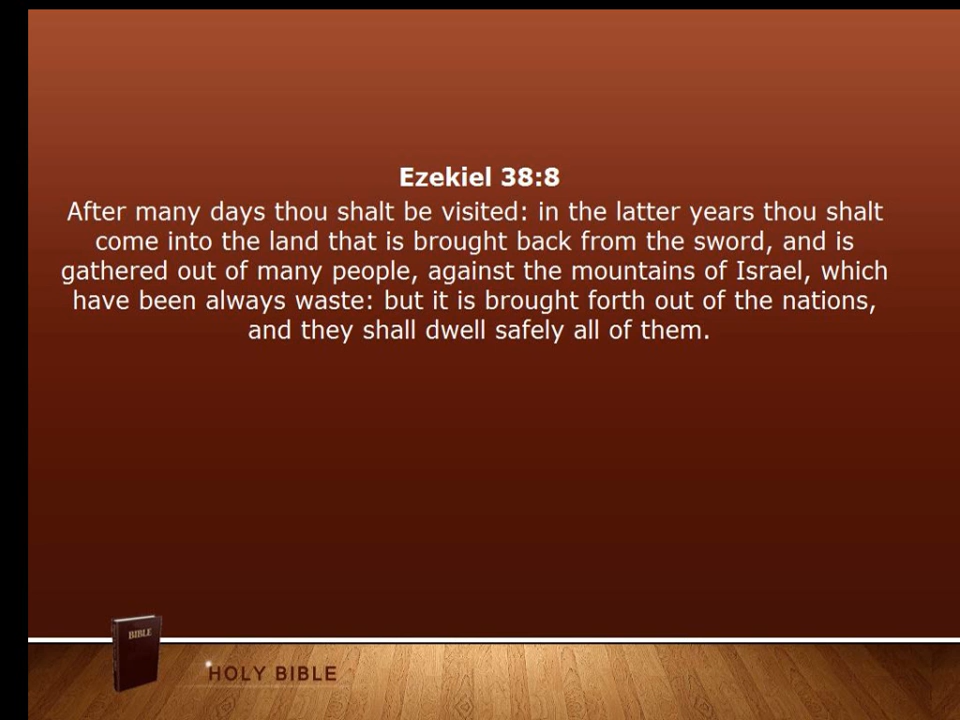 Ezekiel 38:8
After many days thou shalt be visited: in the latter years thou shalt
come into the land that is brought back from the sword, and is
gathered out of many people, against the mountains of Israel, which
have been always waste: but it is brought forth out of the nations,
and they shall dwell safely all of them.
BIBLE
HOLY BIBLE